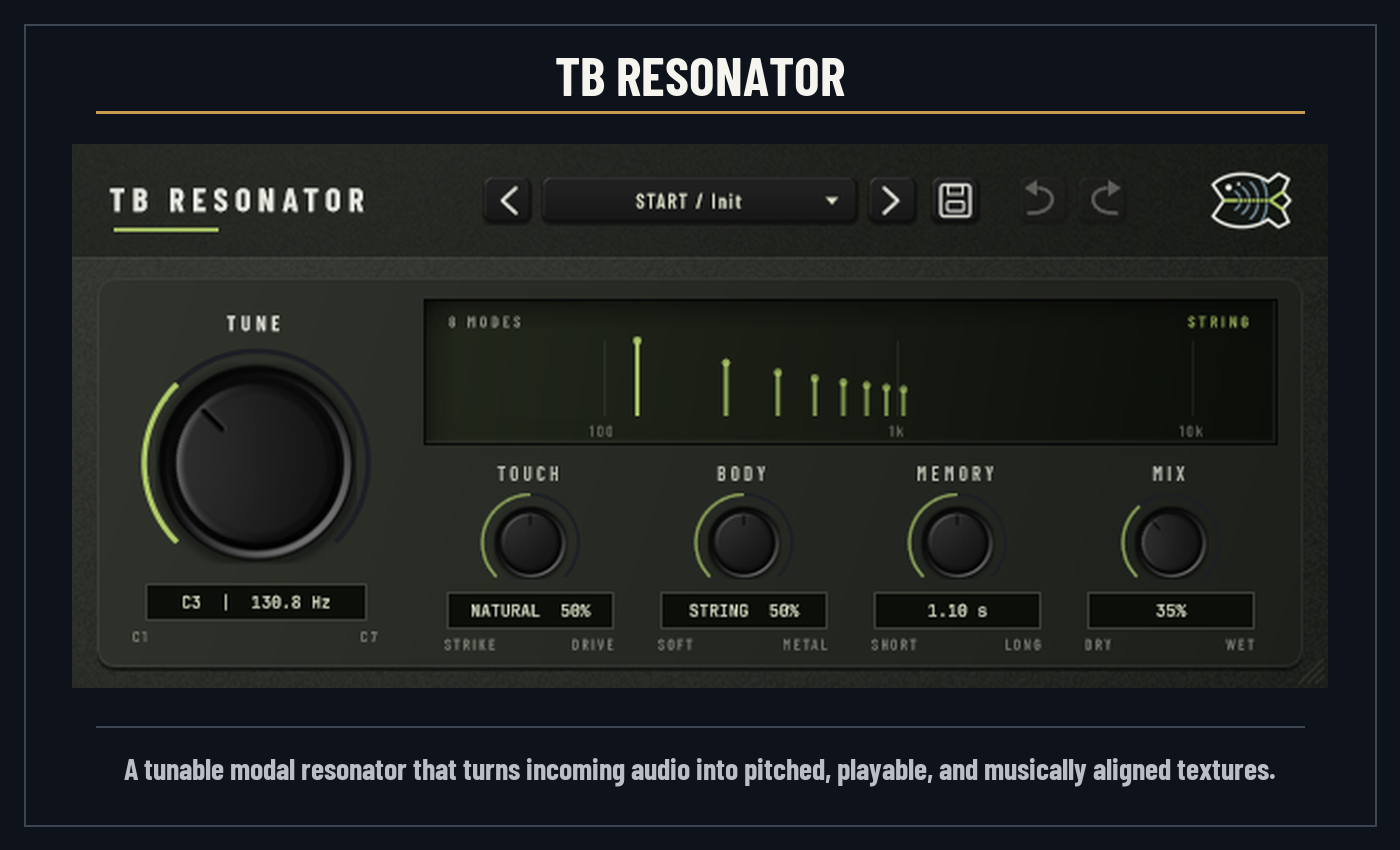 TB RESONATOR
TB RESONATOR
START / Init
TUNE
8 MODES
STRING
100
1k
10k
TOUCH
BODY
MEMORY
MIX
C3 | 130.8 Hz
NATURAL 50%
STRING 50%
1.10 s
35%
C1
C7
STRIKE
DRIVE
SOFT
METAL
SHORT
LONG
DRY
WET
A tunable modal resonator that turns incoming audio into pitched, playable, and musically aligned textures.